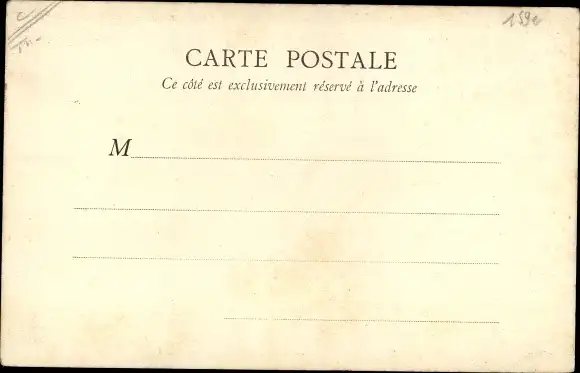 CARTE POSTALE
Ce côté est exclusivement réservé à l'adresse
M